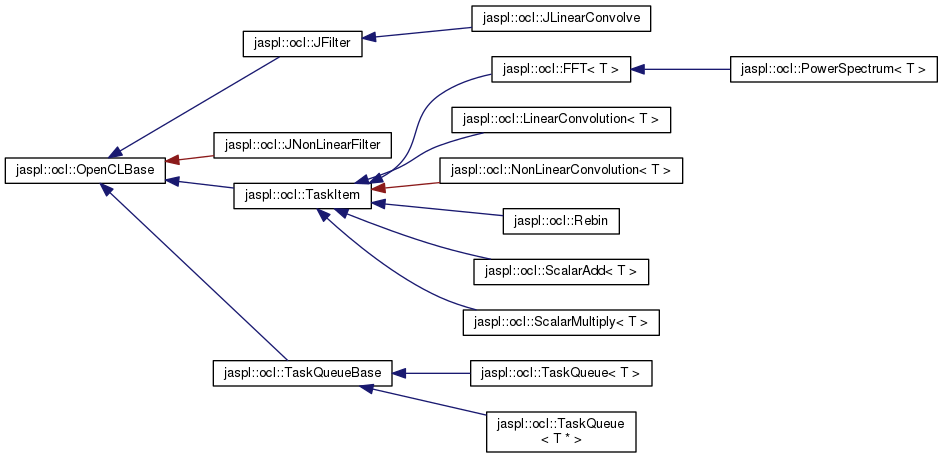 jaspl::ocl::JLinearConvolve
jaspl::ocl::JFilter
jaspl::ocl::FFT< T >
jaspl::ocl::PowerSpectrum< T >
jaspl::ocl::LinearConvolution< T >
jaspl::ocl::JNonLinearFilter
jaspl::ocl::OpenCLBase
jaspl::ocl::NonLinearConvolution< T >
jaspl::ocl::TaskItem
jaspl::ocl::Rebin
jaspl::ocl::ScalarAdd< T >
jaspl::ocl::ScalarMultiply< T >
jaspl::ocl::TaskQueueBase
jaspl::ocl::TaskQueue< T >
jaspl::ocl::TaskQueue
< T * >